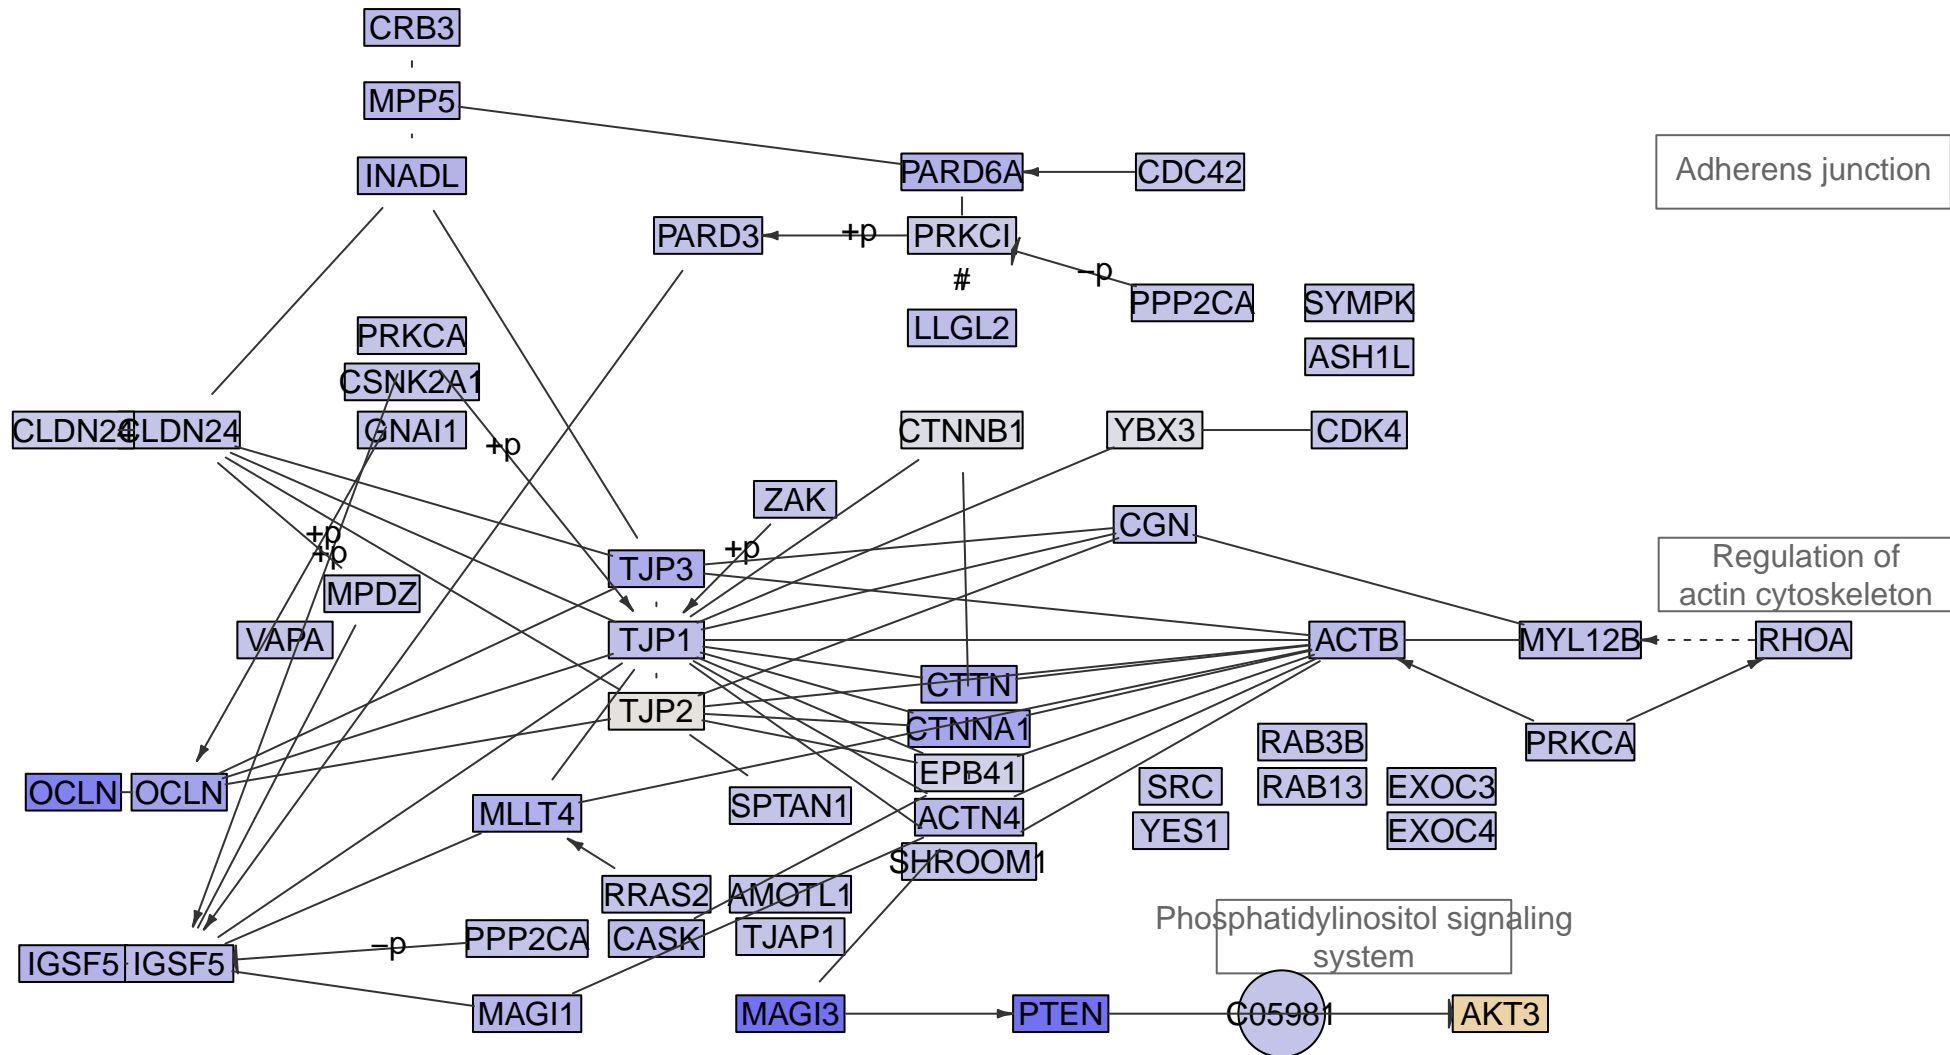 CRB3
MPP5
INADL
PARD6A
CDC42
Adherens junction
PARD3
+p
PRKCI
#
−p
PPP2CA
SYMPK
LLGL2
ASH1L
PRKCA
CSNK2A1
GNAI1
CLDN24
CLDN24
+p
CTNNB1
YBX3
CDK4
ZAK
CGN
+p
+p
+p
TJP3
MPDZ
Regulation of
actin cytoskeleton
VAPA
TJP1
ACTB
MYL12B
RHOA
CTTN
TJP2
CTNNA1
RAB3B
PRKCA
EPB41
OCLN
OCLN
SRC
RAB13
EXOC3
MLLT4
SPTAN1
ACTN4
YES1
EXOC4
SHROOM1
RRAS2
AMOTL1
Phosphatidylinositol signaling
system
PPP2CA
−p
CASK
TJAP1
IGSF5
IGSF5
MAGI1
MAGI3
PTEN
C05981
AKT3